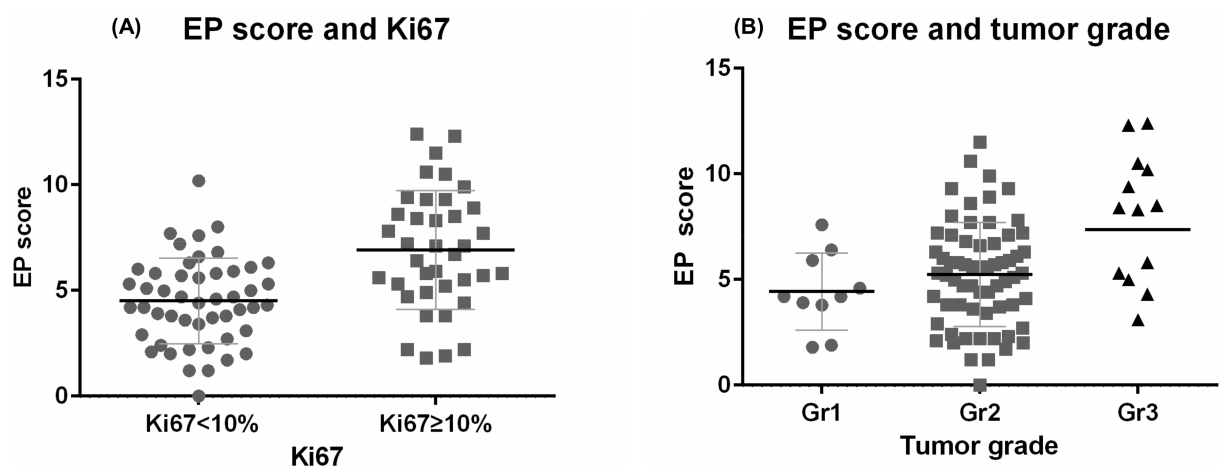 (A) EP score and Ki67
EP score
15
10
5
0
Ki67<10%
Ki67≥10%
Ki67
(B) EP score and tumor grade
EP score
15
10
5
0
Gr1
Gr2
Gr3
Tumor grade